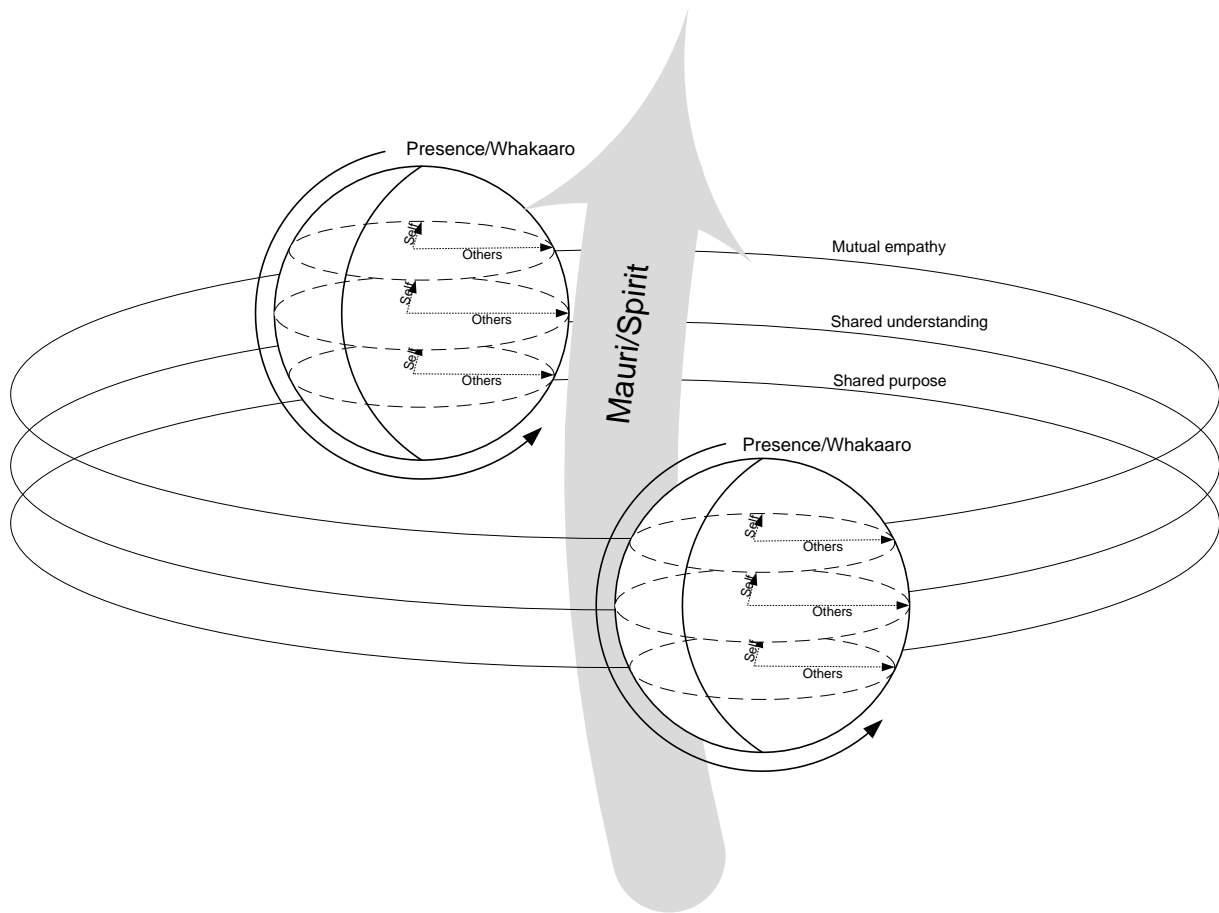 Presence/Whakaaro
Self
Others
Self
Others
Self
Others
Mauri/Spirit
Mutual empathy
Shared understanding
Shared purpose
Presence/Whakaaro
Self
Others
Self
Others
Self
Others